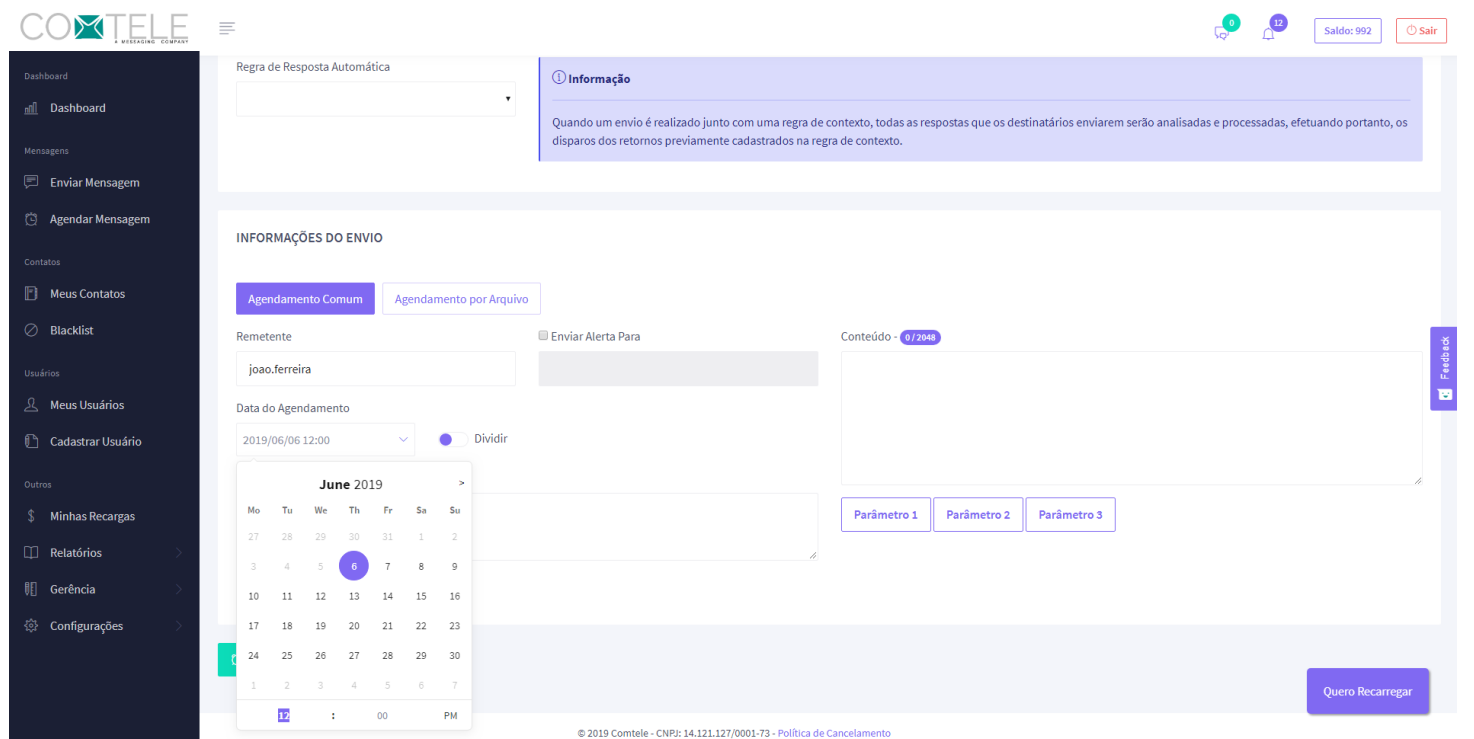 COMTELE
A MESSAGING COMPANY
0
12
Saldo: 992
Sair
Dashboard
Dashboard
Mensagens
Enviar Mensagem
Agendar Mensagem
Contatos
Meus Contatos
Blacklist
Usuários
Meus Usuários
Cadastrar Usuário
Outros
Minhas Recargas
Relatórios
Gerência
Configurações
Regra de Resposta Automática
Informação
Quando um envio é realizado junto com uma regra de contexto, todas as respostas que os destinatários enviarem serão analisadas e processadas, efetuando portanto, os
disparos dos retornos previamente cadastrados na regra de contexto.
INFORMAÇÕES DO ENVIO
Agendamento Comum
Agendamento por Arquivo
Remetente
joao.ferreira
Enviar Alerta Para
Conteúdo - 0 / 2048
Data do Agendamento
2019/06/06 12:00
Dividir
June 2019 >
Mo Tu We Th Fr Sa Su
27 28 29 30 31 1 2
3 4 5 6 7 8 9
10 11 12 13 14 15 16
17 18 19 20 21 22 23
24 25 26 27 28 29 30
1 2 3 4 5 6 7
12 : 00 PM
Parâmetro 1
Parâmetro 2
Parâmetro 3
Feedback
Quero Recarregar
© 2019 Comtele - CNPJ: 14.121.127/0001-73 - Política de Cancelamento